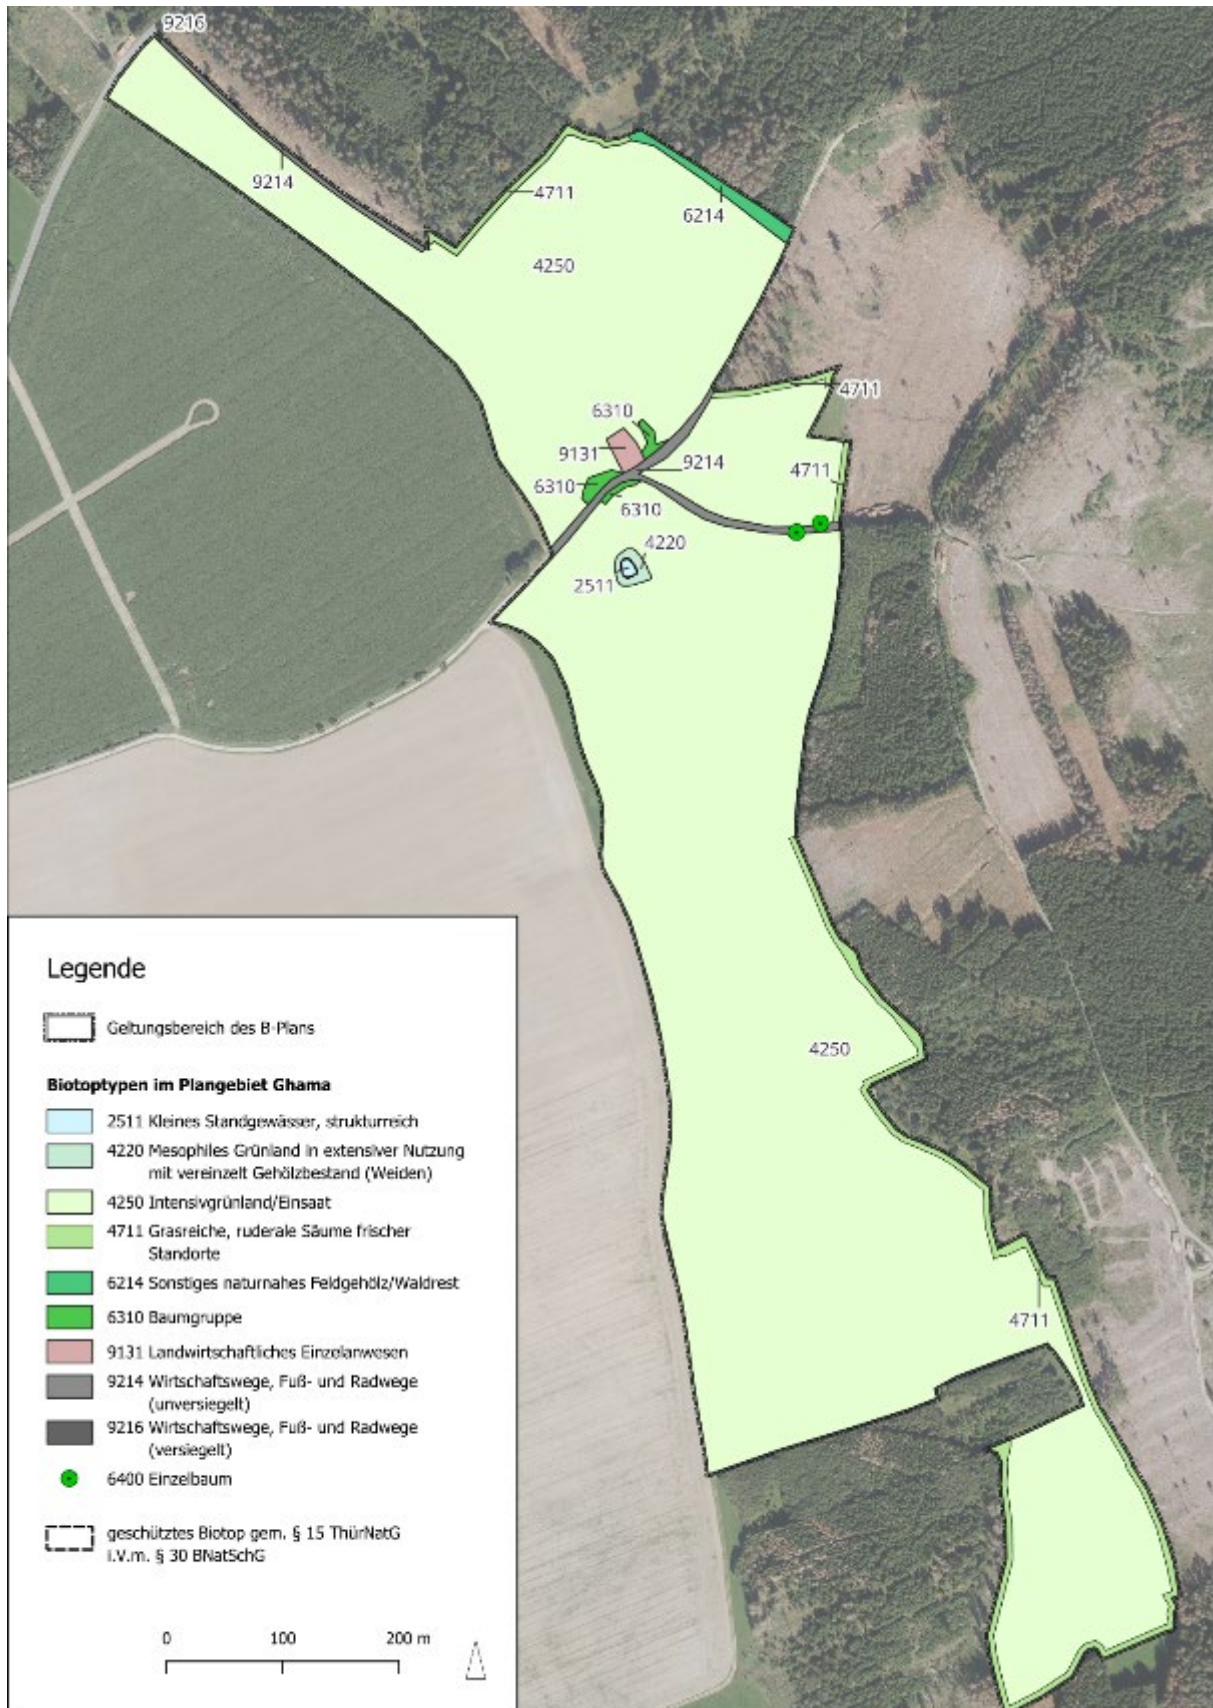 9216
9214
4711
6214
4250
4711
6310
9131
9214
4711
6310
6310
4220
2511
4250
4711
Legende
Geltungsbereich des B-Plans
Biotoptypen im Plangebiet Ghama
2511 Kleines Standgewässer, strukturreich
4220 Mesophiles Grünland in extensiver Nutzung
mit vereinzelt Gehölzbestand (Weiden)
4250 Intensivgrünland/Einsaat
4711 Grasreiche, ruderale Säume frischer
Standorte
6214 Sonstiges naturnahes Feldgehölz/Waldrest
6310 Baumgruppe
9131 Landwirtschaftliches Einzelanwesen
9214 Wirtschaftswege, Fuß- und Radwege
(unversiegelt)
9216 Wirtschaftswege, Fuß- und Radwege
(versiegelt)
6400 Einzelbaum
geschütztes Biotop gem. § 15 ThürNatG
i.V.m. § 30 BNatSchG
0 100 200 m